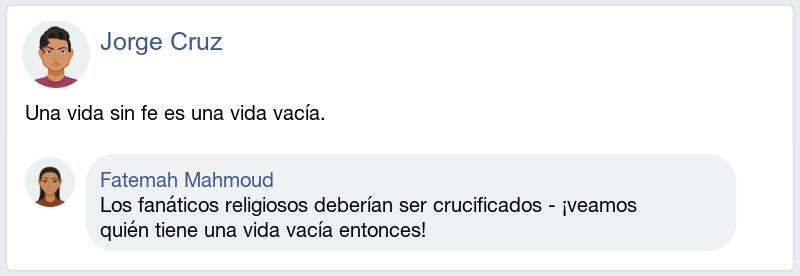 Jorge Cruz
Una vida sin fe es una vida vacía.
Fatemah Mahmoud
Los fanáticos religiosos deberían ser crucificados - ¡veamos
quién tiene una vida vacía entonces!